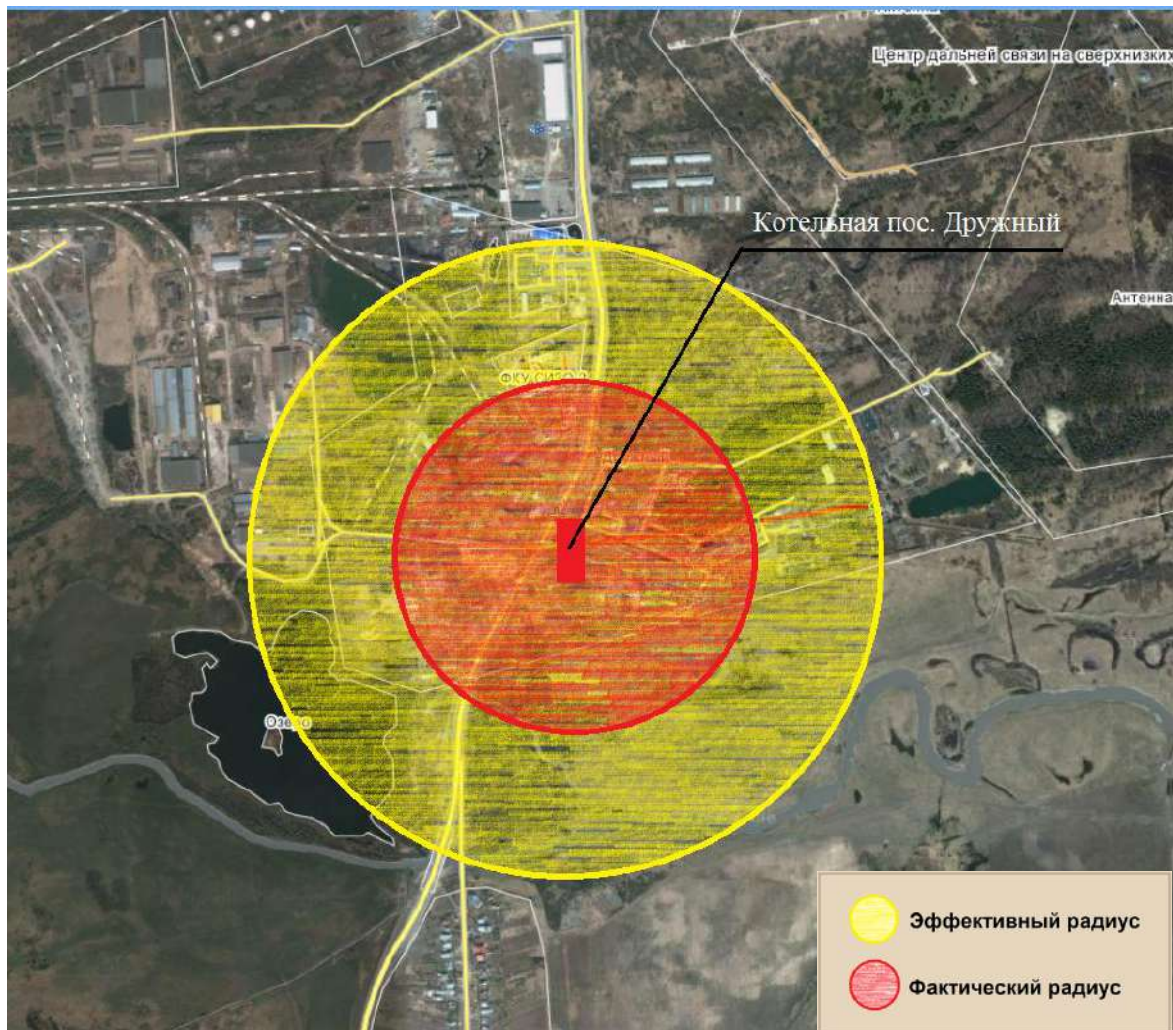 Центр дальней связи на сверхнизких
Котельная пос. Дружный
Антенна
ФКУ СИЗО
Озеро
Эффективный радиус
Фактический радиус